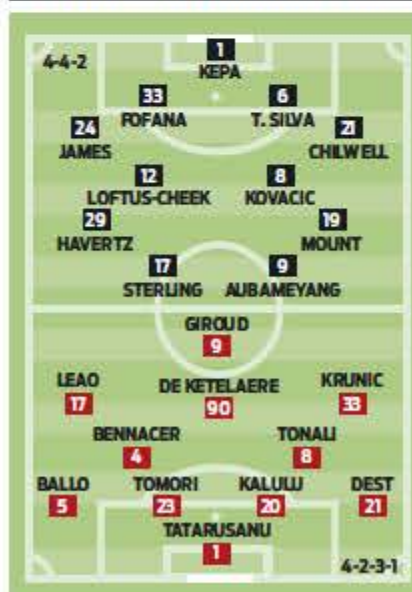 1
4-4-2
KEPA
33 6
FOFANA T. SILVA
24 21
JAMES CHILWELL
12 8
LOFTUS-CHEEK KOVACIC
29 19
HAVERTZ MOUNT
17 9
STERLING AUBAMEYANG
GIROUD
9
LEAO DE KETELAERE KRUNIC
17 90 33
BENNACER TONALI
4 8
BALLO TOMORI KALULU DEST
5 23 20 21
TATARUSANU
1
4-2-3-1